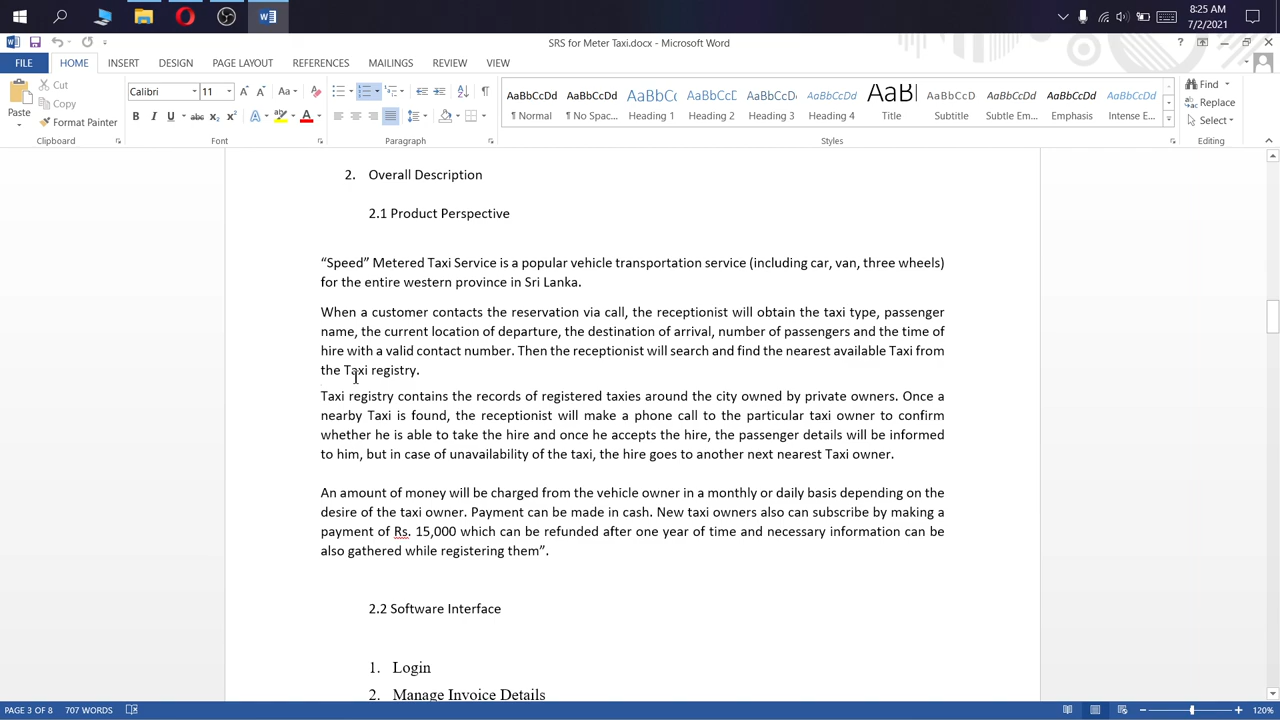 8:25 AM
7/2/2021
SRS for Meter Taxi.docx - Microsoft Word
FILE HOME INSERT DESIGN PAGE LAYOUT REFERENCES MAILINGS REVIEW VIEW
Paste
Cut
Copy
Format Painter
Clipboard
Calibri 11
Font
Paragraph
AaBbCcDd AaBbCcDd AaBbCcDd AaBbCcDd AaBbCcDd AaBbCcDd AaBl AaBbCcDd AaBbCcDd AaBbCcDd AaBbCcDd
¶ Normal ¶ No Spac... Heading 1 Heading 2 Heading 3 Heading 4 Title Subtitle Subtle Em... Emphasis Intense E...
Styles
Find
Replace
Select
Editing
2. Overall Description
2.1 Product Perspective
“Speed” Metered Taxi Service is a popular vehicle transportation service (including car, van, three wheels)
for the entire western province in Sri Lanka.
When a customer contacts the reservation via call, the receptionist will obtain the taxi type, passenger
name, the current location of departure, the destination of arrival, number of passengers and the time of
hire with a valid contact number. Then the receptionist will search and find the nearest available Taxi from
the Taxi registry.
Taxi registry contains the records of registered taxies around the city owned by private owners. Once a
nearby Taxi is found, the receptionist will make a phone call to the particular taxi owner to confirm
whether he is able to take the hire and once he accepts the hire, the passenger details will be informed
to him, but in case of unavailability of the taxi, the hire goes to another next nearest Taxi owner.
An amount of money will be charged from the vehicle owner in a monthly or daily basis depending on the
desire of the taxi owner. Payment can be made in cash. New taxi owners also can subscribe by making a
payment of Rs. 15,000 which can be refunded after one year of time and necessary information can be
also gathered while registering them”.
2.2 Software Interface
1. Login
2. Manage Invoice Details
PAGE 3 OF 8 707 WORDS
120%